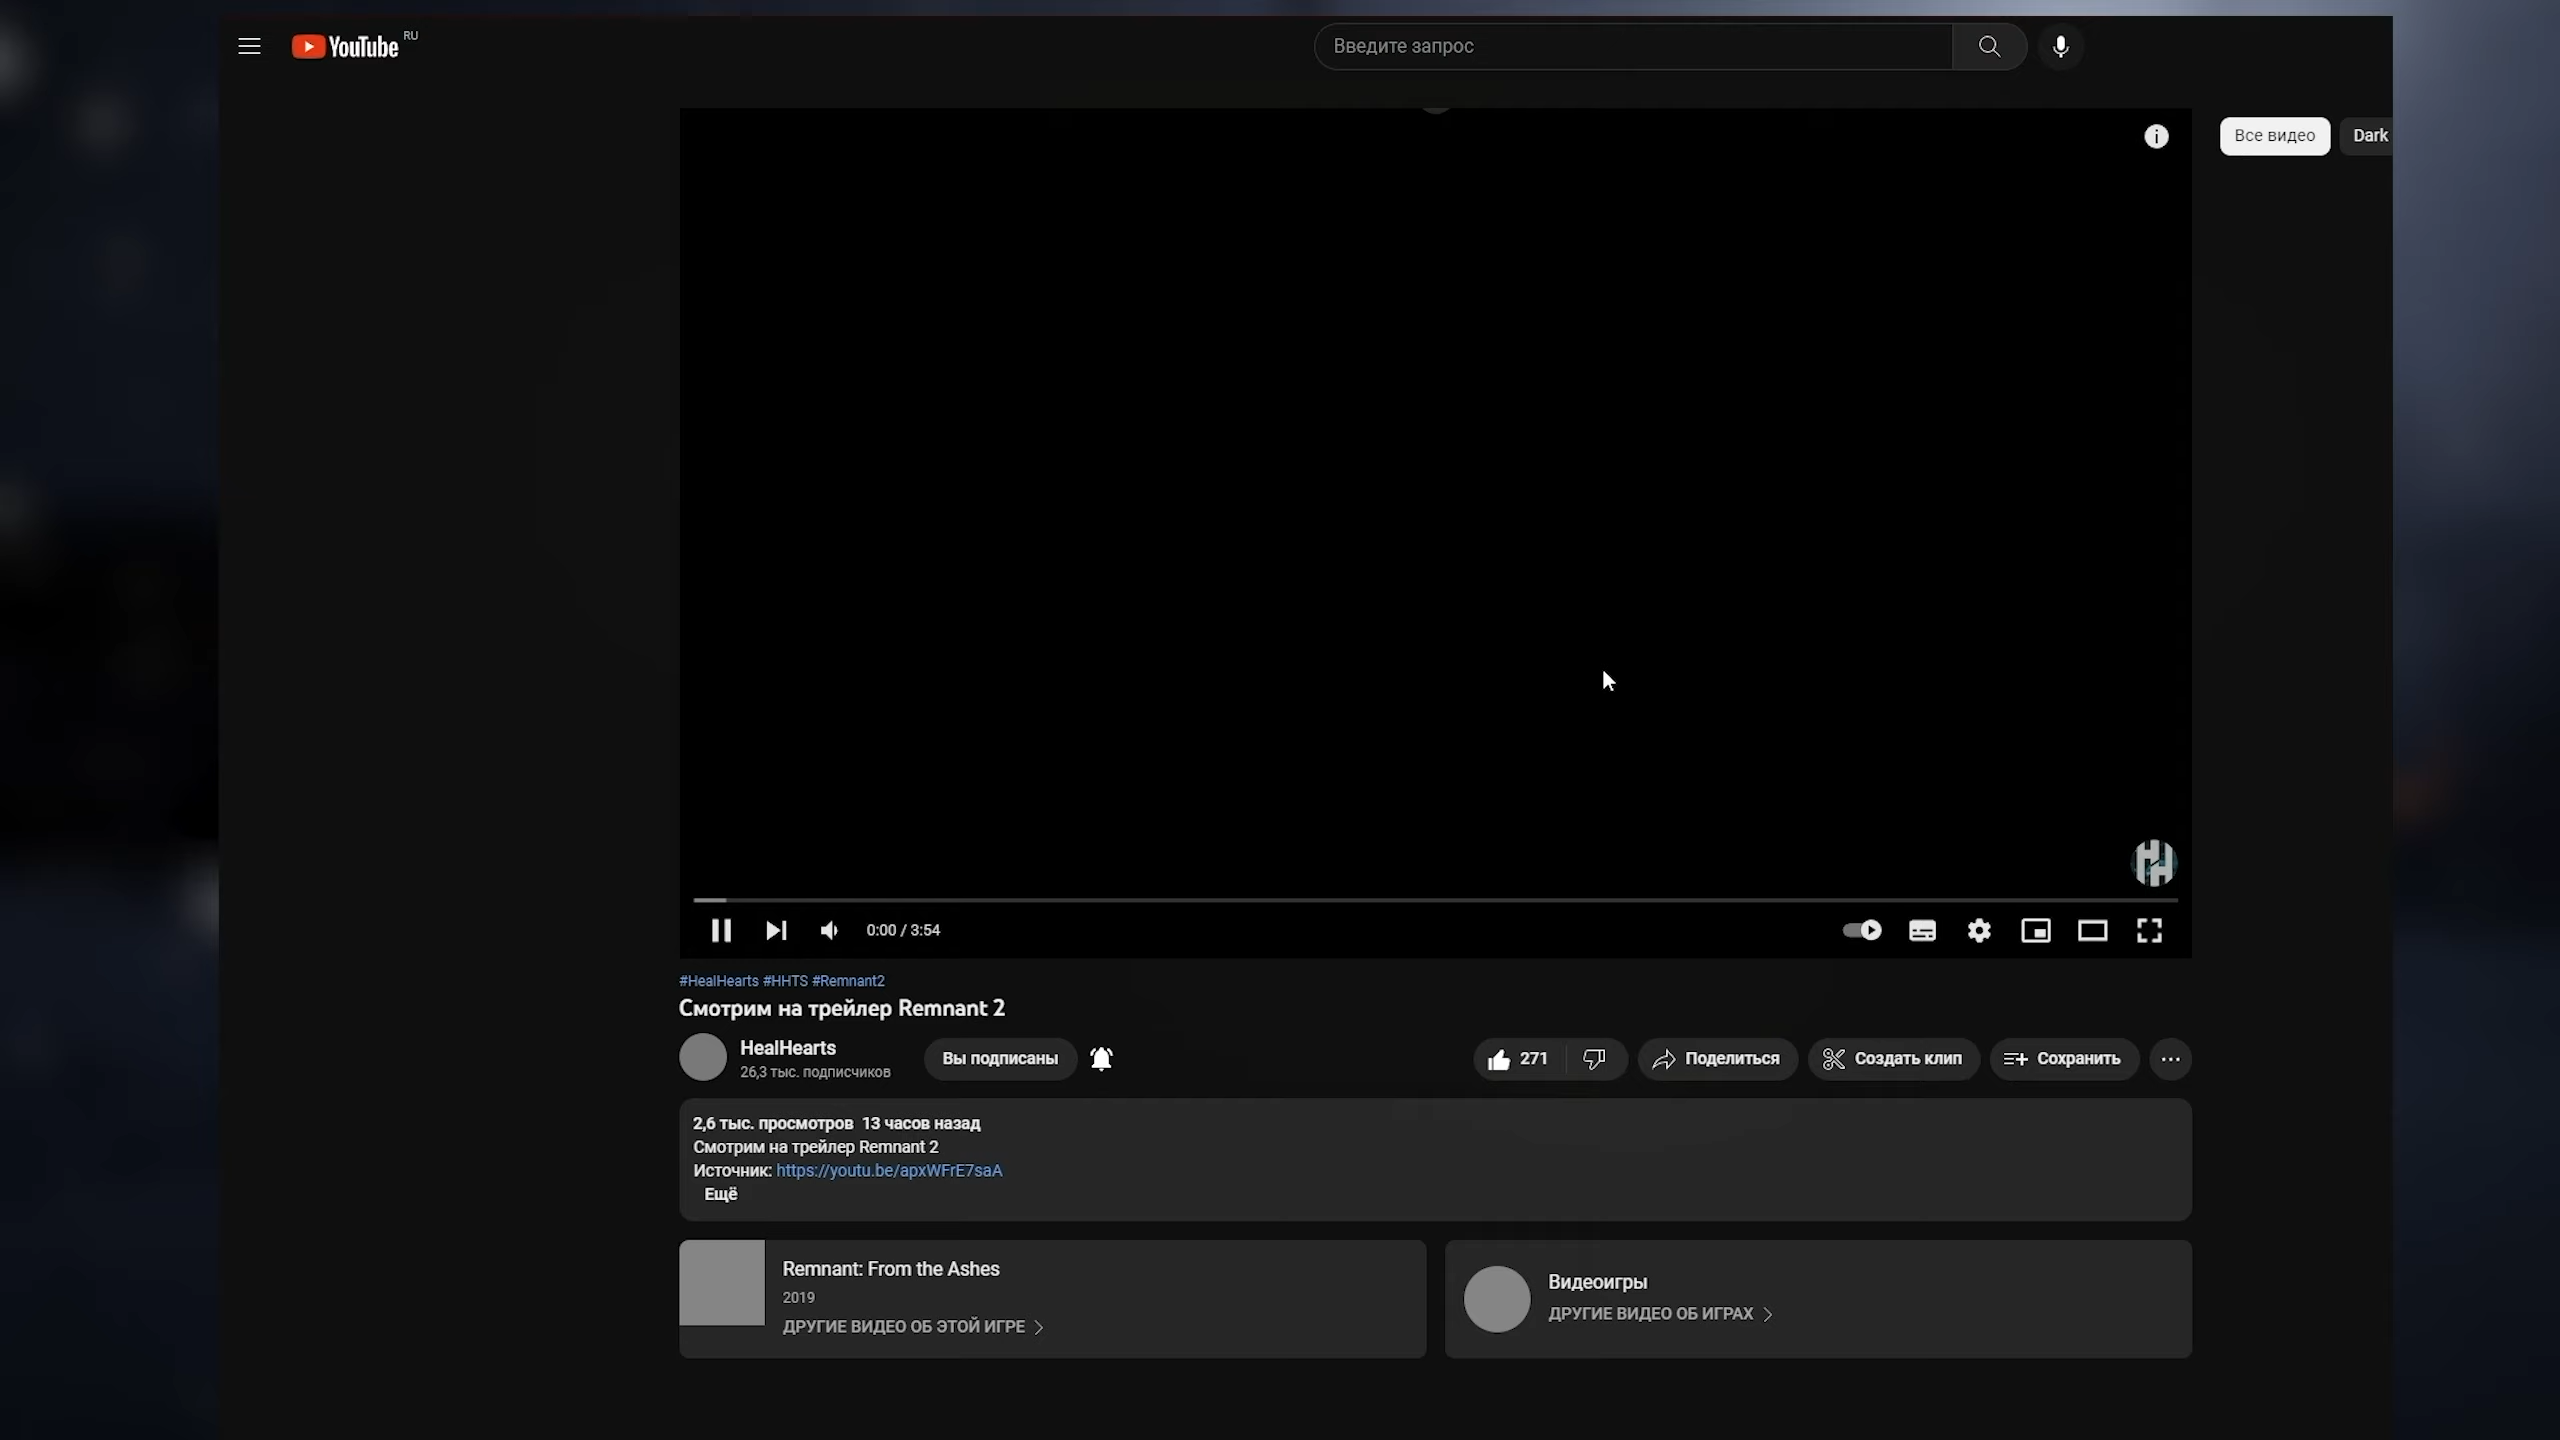 YouTube RU
Введите запрос
Все видео
Dark
0:00 / 3:54
#HealHearts #HHTS #Remnant2
Смотрим на трейлер Remnant 2
HealHearts
26,3 тыс. подписчиков
Вы подписаны
271
Поделиться
Создать клип
Сохранить
2,6 тыс. просмотров 13 часов назад
Смотрим на трейлер Remnant 2
Источник: https://youtu.be/apxWFrE7saA
Ещё
Remnant: From the Ashes
2019
ДРУГИЕ ВИДЕО ОБ ЭТОЙ ИГРЕ
Видеоигры
ДРУГИЕ ВИДЕО ОБ ИГРАХ